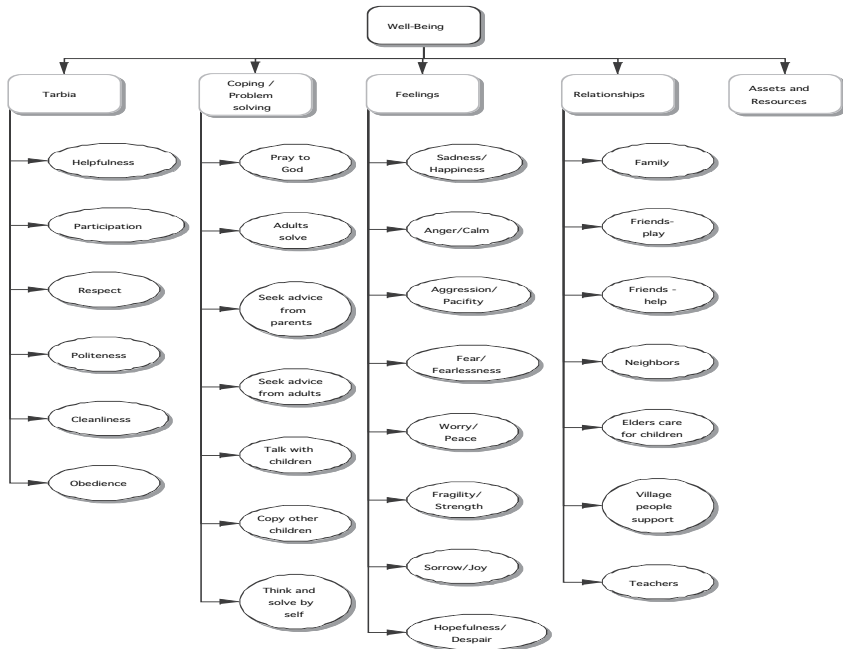 Well-Being
Tarbia
Coping /
Problem
solving
Feelings
Relationships
Assets and
Resources
Helpfulness
Participation
Respect
Politeness
Cleanliness
Obedience
Pray to
God
Adults
solve
Seek advice
from
parents
Seek advice
from adults
Talk with
children
Copy other
children
Think and
solve by
self
Sadness/
Happiness
Anger/Calm
Aggression/
Pacifity
Fear/
Fearlessness
Worry/
Peace
Fragility/
Strength
Sorrow/Joy
Hopefulness/
Despair
Family
Friends-
play
Friends -
help
Neighbors
Elders care
for children
Village
people
support
Teachers